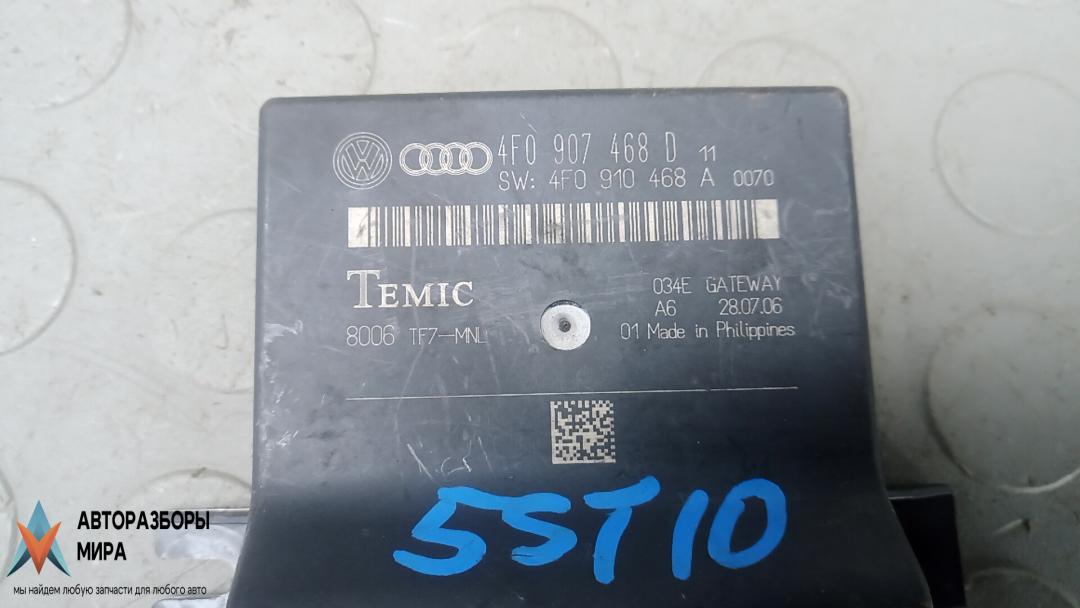 4F0 907 468 D 11
SW: 4F0 910 468 A 0070
TEMIC
034E GATEWAY
A6 28.07.06
8006 TF7-MNL
01 Made in Philippines
5ST10
АВТОРАЗБОРЫ
МИРА
мы найдем любую запчасти для любого авто